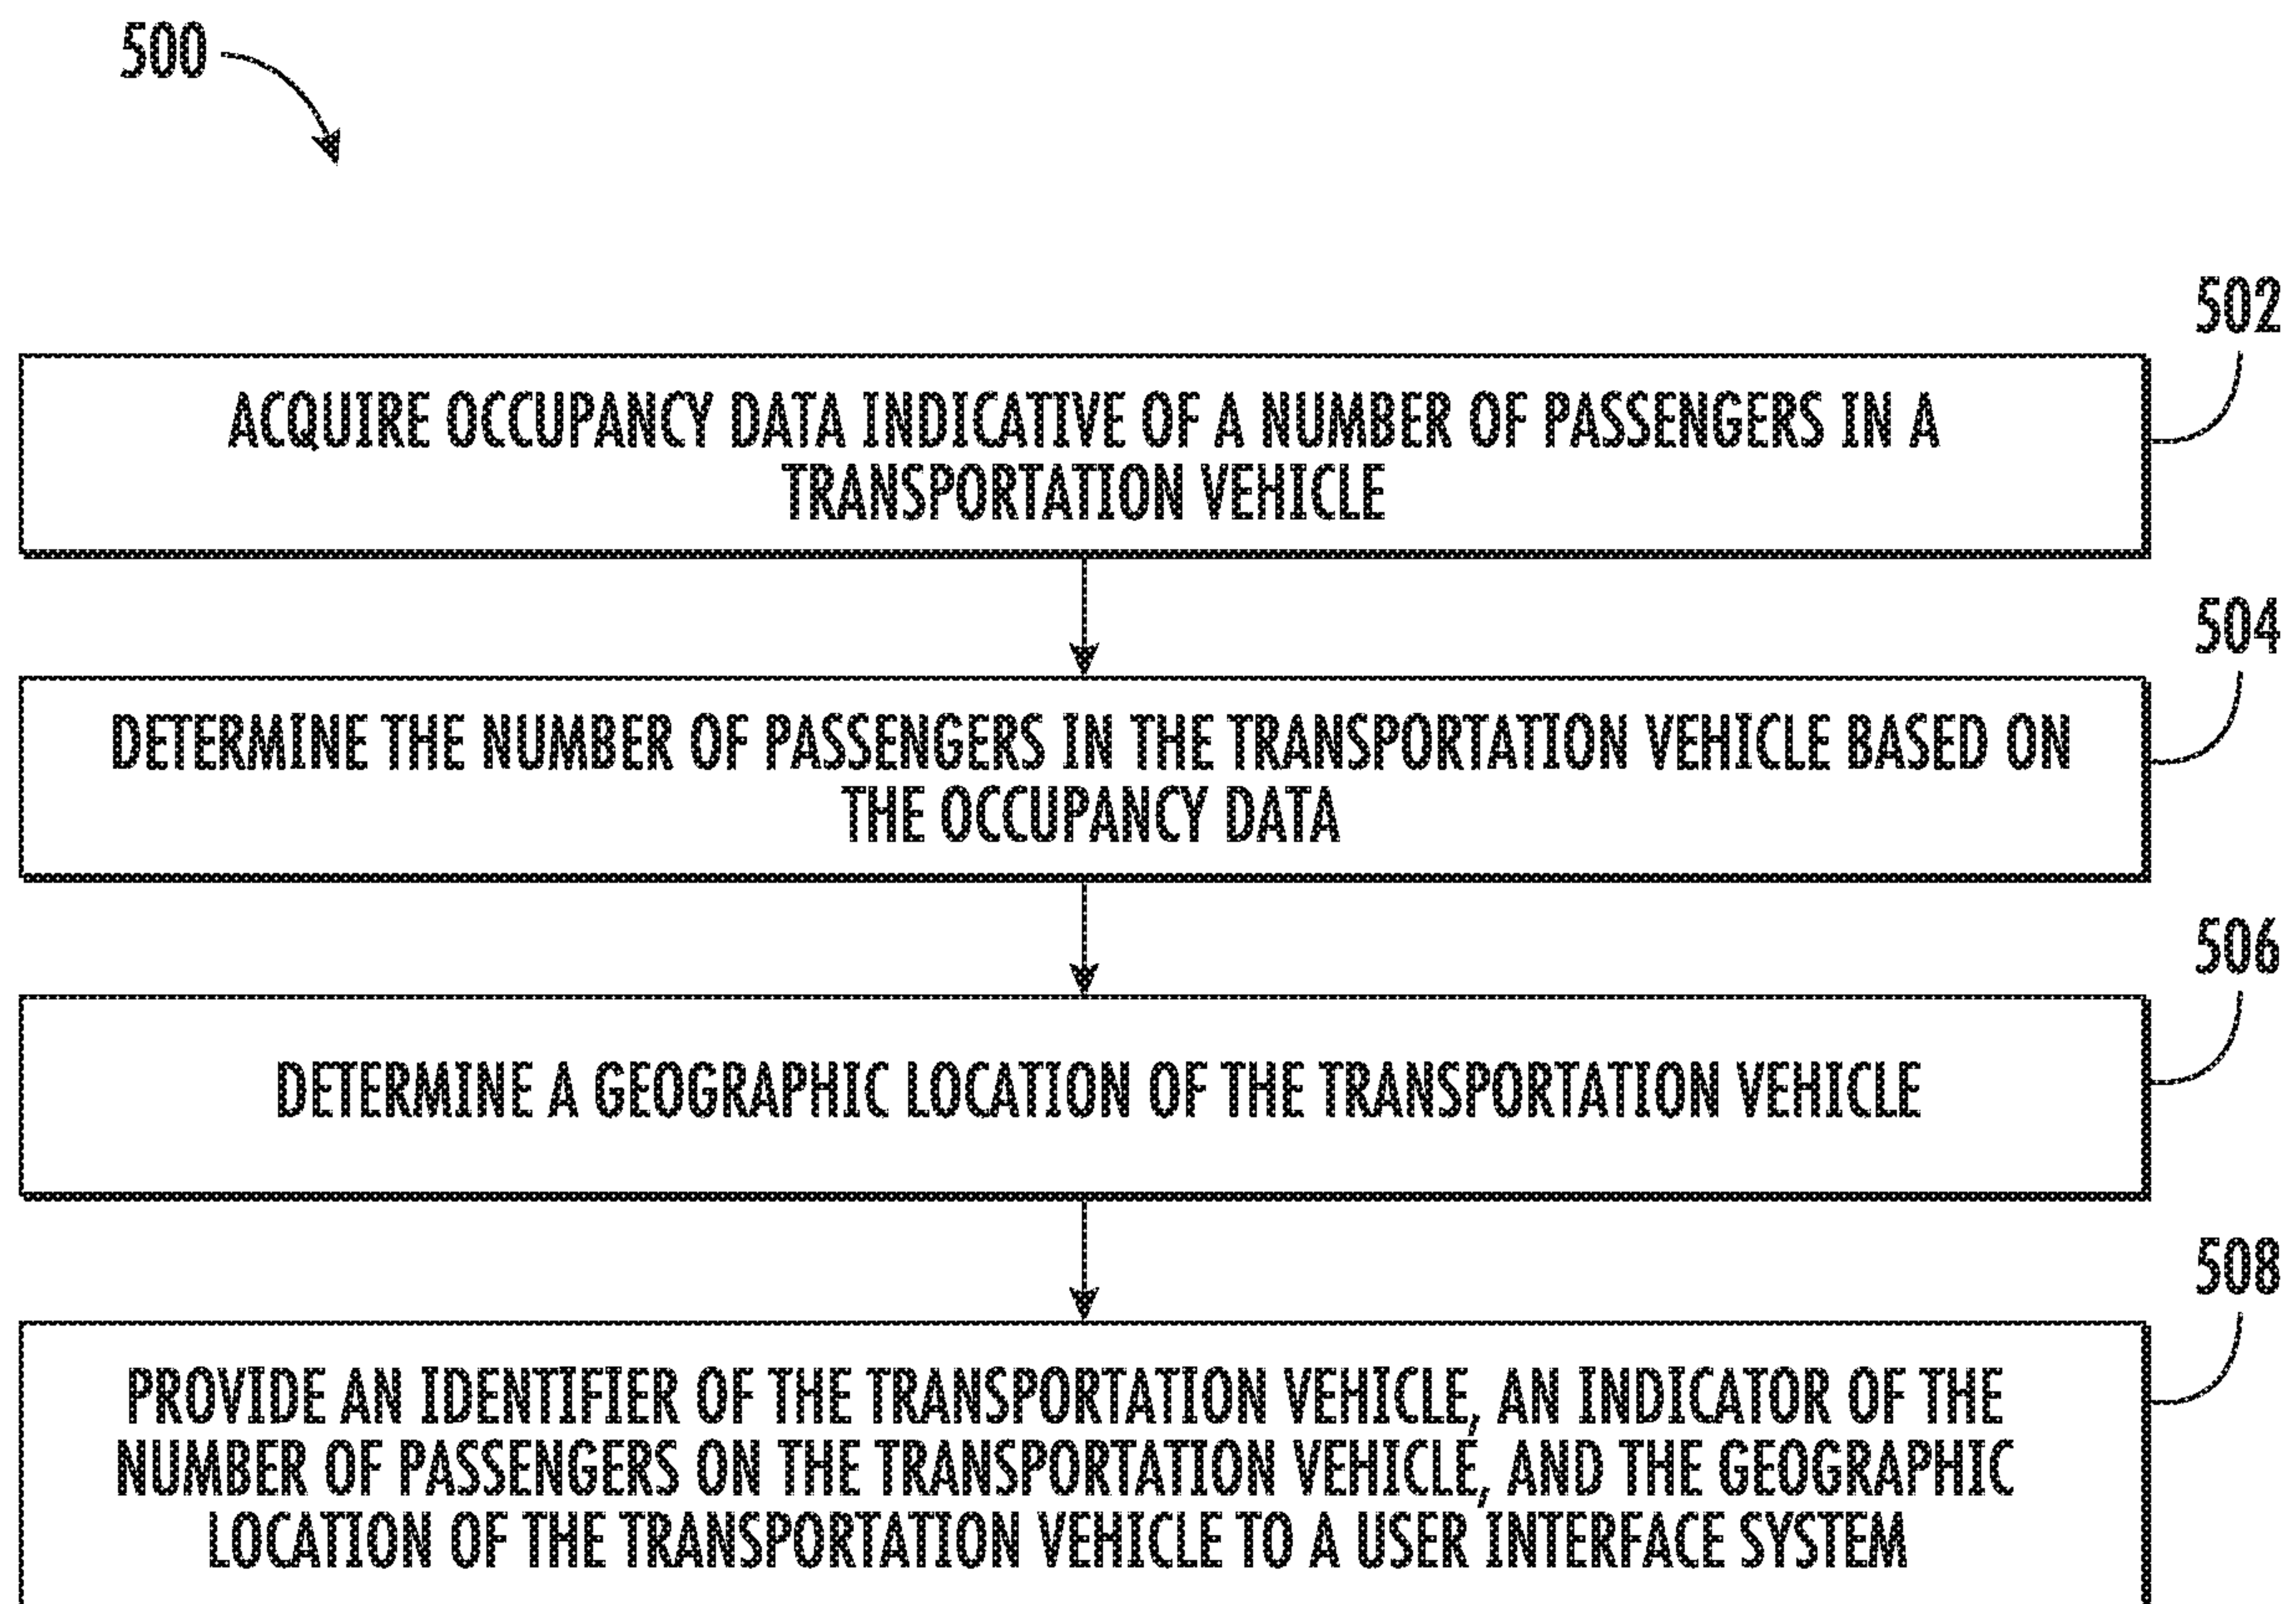 500
502
ACQUIRE OCCUPANCY DATA INDICATIVE OF A NUMBER OF PASSENGERS IN A
TRANSPORTATION VEHICLE
504
DETERMINE THE NUMBER OF PASSENGERS IN THE TRANSPORTATION VEHICLE BASED ON
THE OCCUPANCY DATA
506
DETERMINE A GEOGRAPHIC LOCATION OF THE TRANSPORTATION VEHICLE
508
PROVIDE AN IDENTIFIER OF THE TRANSPORTATION VEHICLE, AN INDICATOR OF THE
NUMBER OF PASSENGERS ON THE TRANSPORTATION VEHICLE, AND THE GEOGRAPHIC
LOCATION OF THE TRANSPORTATION VEHICLE TO A USER INTERFACE SYSTEM